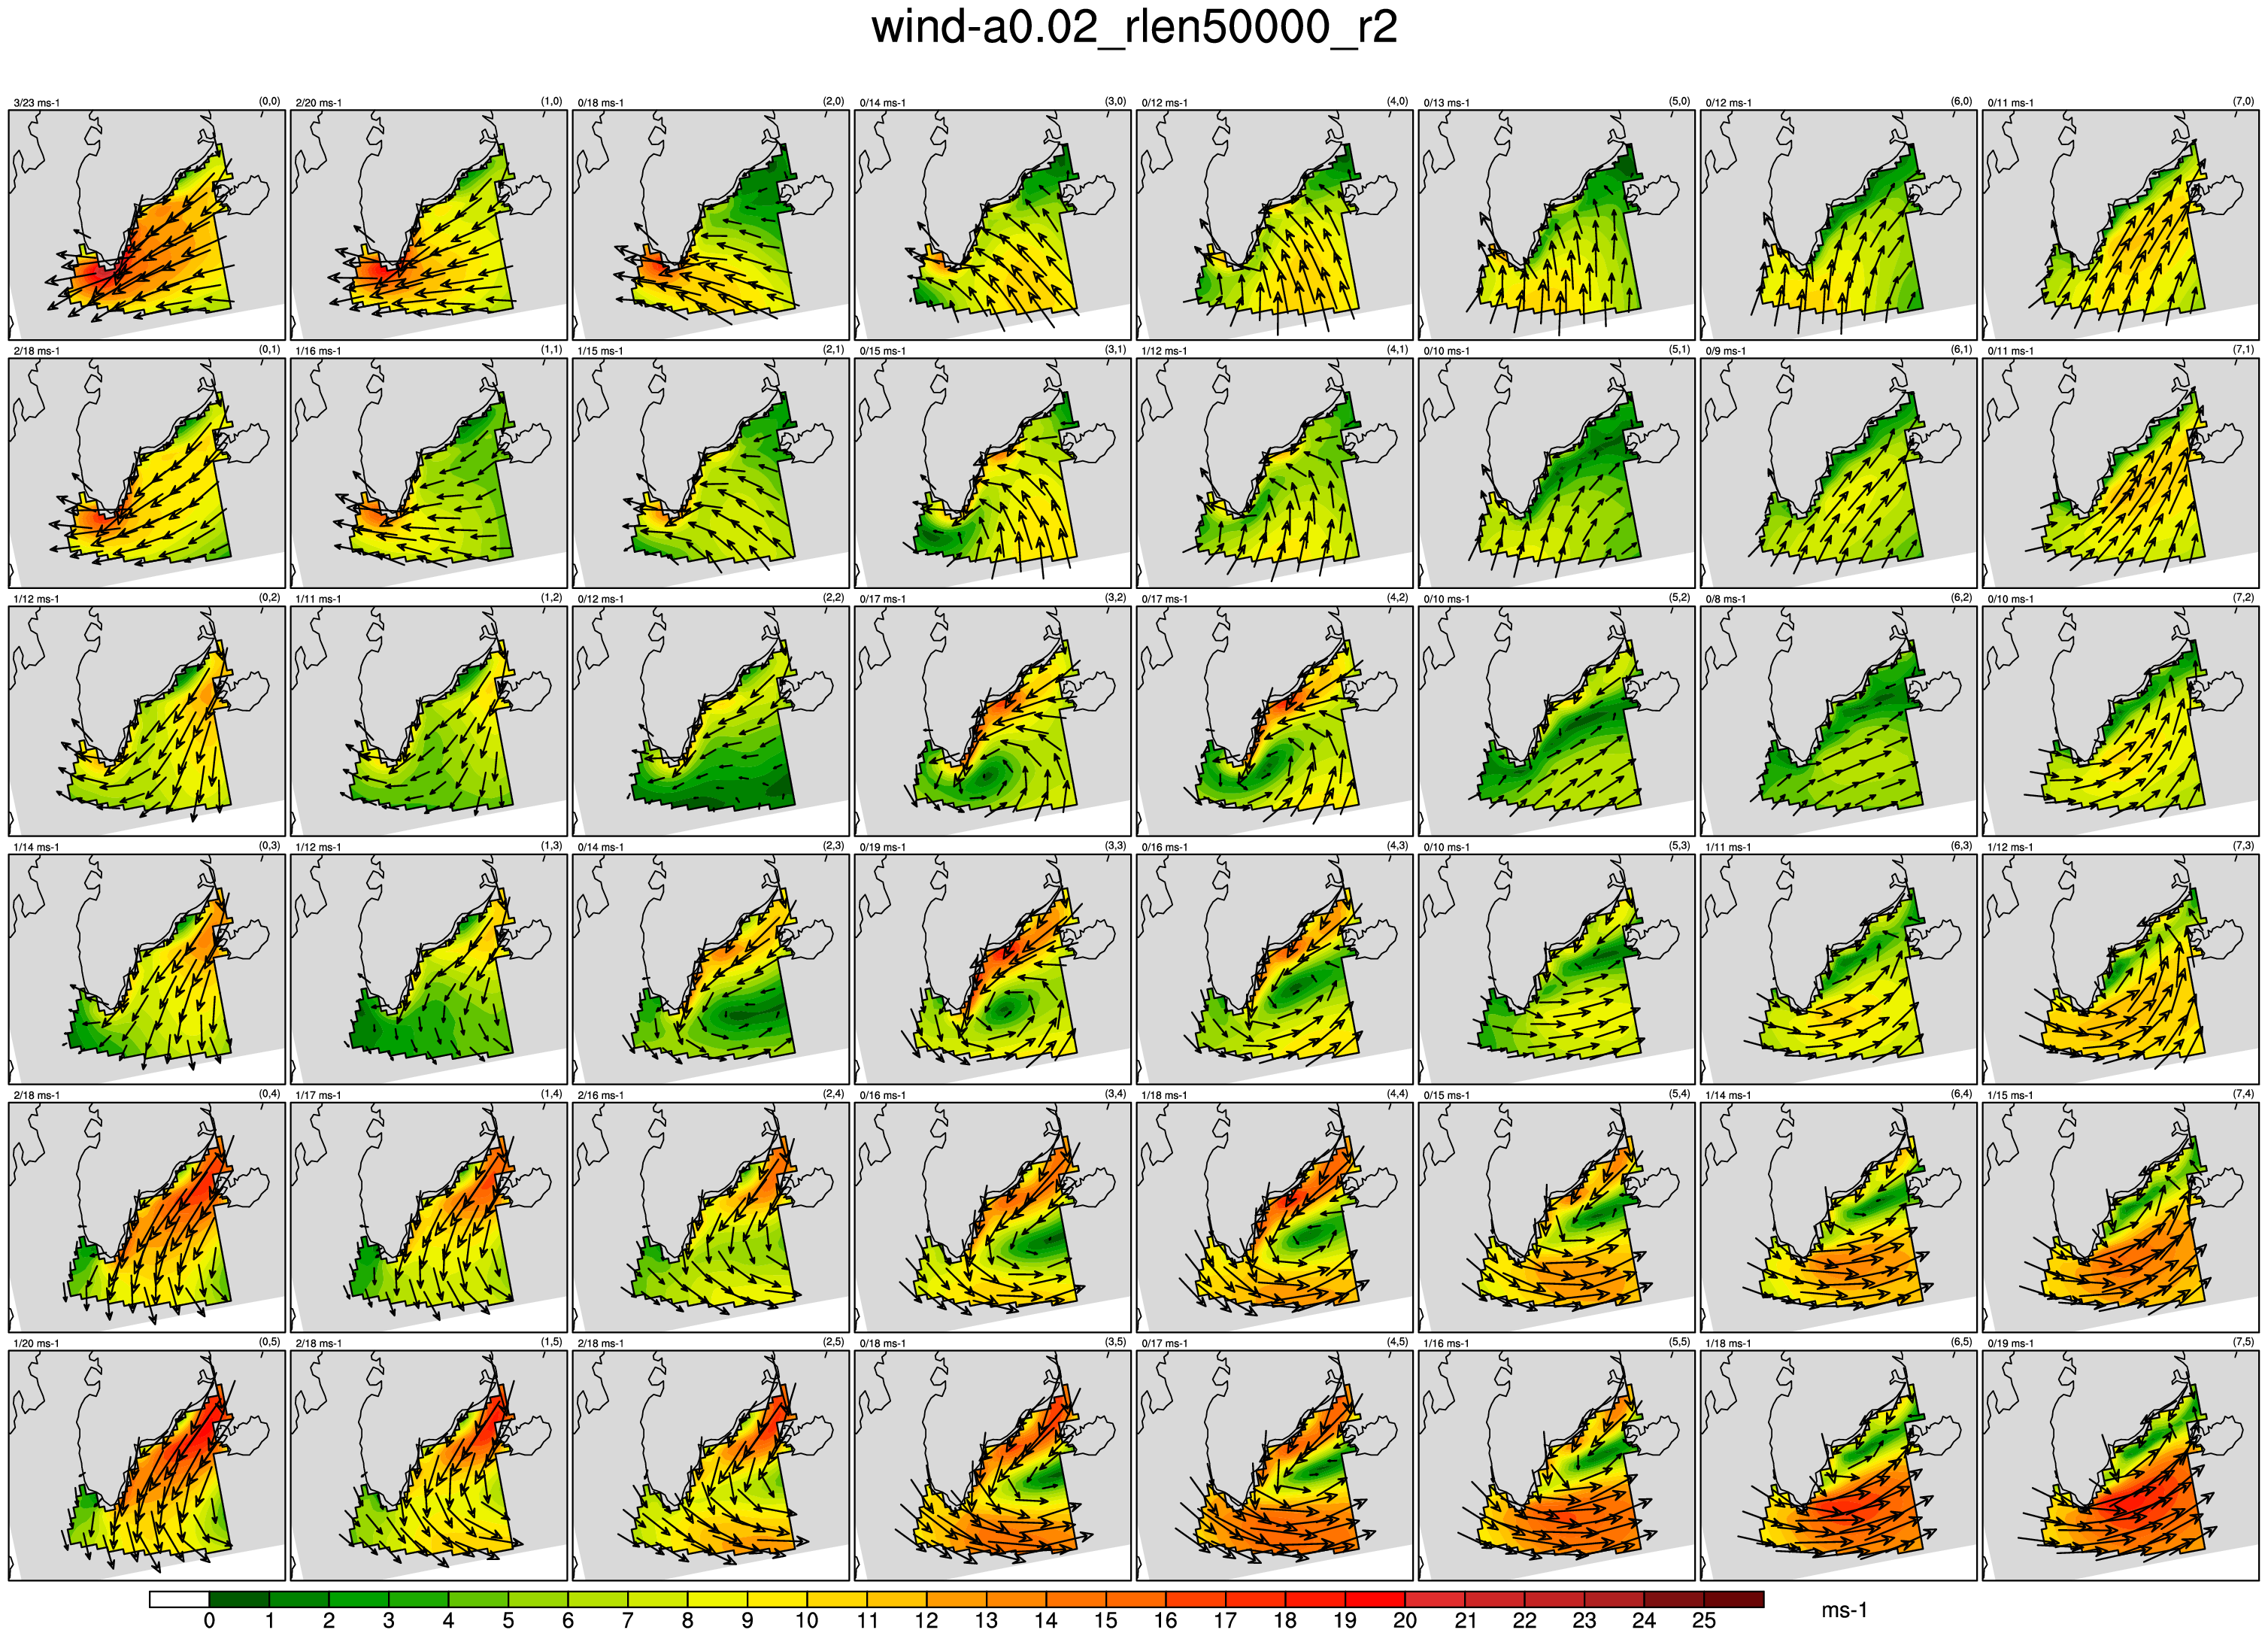 wind-a0.02_rlen50000_r2
3/23 ms-1 (0,0) 2/20 ms-1 (1,0) 0/18 ms-1 (2,0) 0/14 ms-1 (3,0) 0/12 ms-1 (4,0) 0/13 ms-1 (5,0) 0/12 ms-1 (6,0) 0/11 ms-1 (7,0)
2/18 ms-1 (0,1) 1/16 ms-1 (1,1) 1/15 ms-1 (2,1) 0/15 ms-1 (3,1) 1/12 ms-1 (4,1) 0/10 ms-1 (5,1) 0/9 ms-1 (6,1) 0/11 ms-1 (7,1)
1/12 ms-1 (0,2) 1/11 ms-1 (1,2) 0/12 ms-1 (2,2) 0/17 ms-1 (3,2) 0/17 ms-1 (4,2) 0/10 ms-1 (5,2) 0/8 ms-1 (6,2) 0/10 ms-1 (7,2)
1/14 ms-1 (0,3) 1/12 ms-1 (1,3) 0/14 ms-1 (2,3) 0/19 ms-1 (3,3) 0/16 ms-1 (4,3) 0/10 ms-1 (5,3) 1/11 ms-1 (6,3) 1/12 ms-1 (7,3)
2/18 ms-1 (0,4) 1/17 ms-1 (1,4) 2/16 ms-1 (2,4) 0/16 ms-1 (3,4) 1/18 ms-1 (4,4) 0/15 ms-1 (5,4) 1/14 ms-1 (6,4) 1/15 ms-1 (7,4)
1/20 ms-1 (0,5) 2/18 ms-1 (1,5) 2/18 ms-1 (2,5) 0/18 ms-1 (3,5) 0/17 ms-1 (4,5) 1/16 ms-1 (5,5) 1/18 ms-1 (6,5) 0/19 ms-1 (7,5)
0 1 2 3 4 5 6 7 8 9 10 11 12 13 14 15 16 17 18 19 20 21 22 23 24 25 ms-1